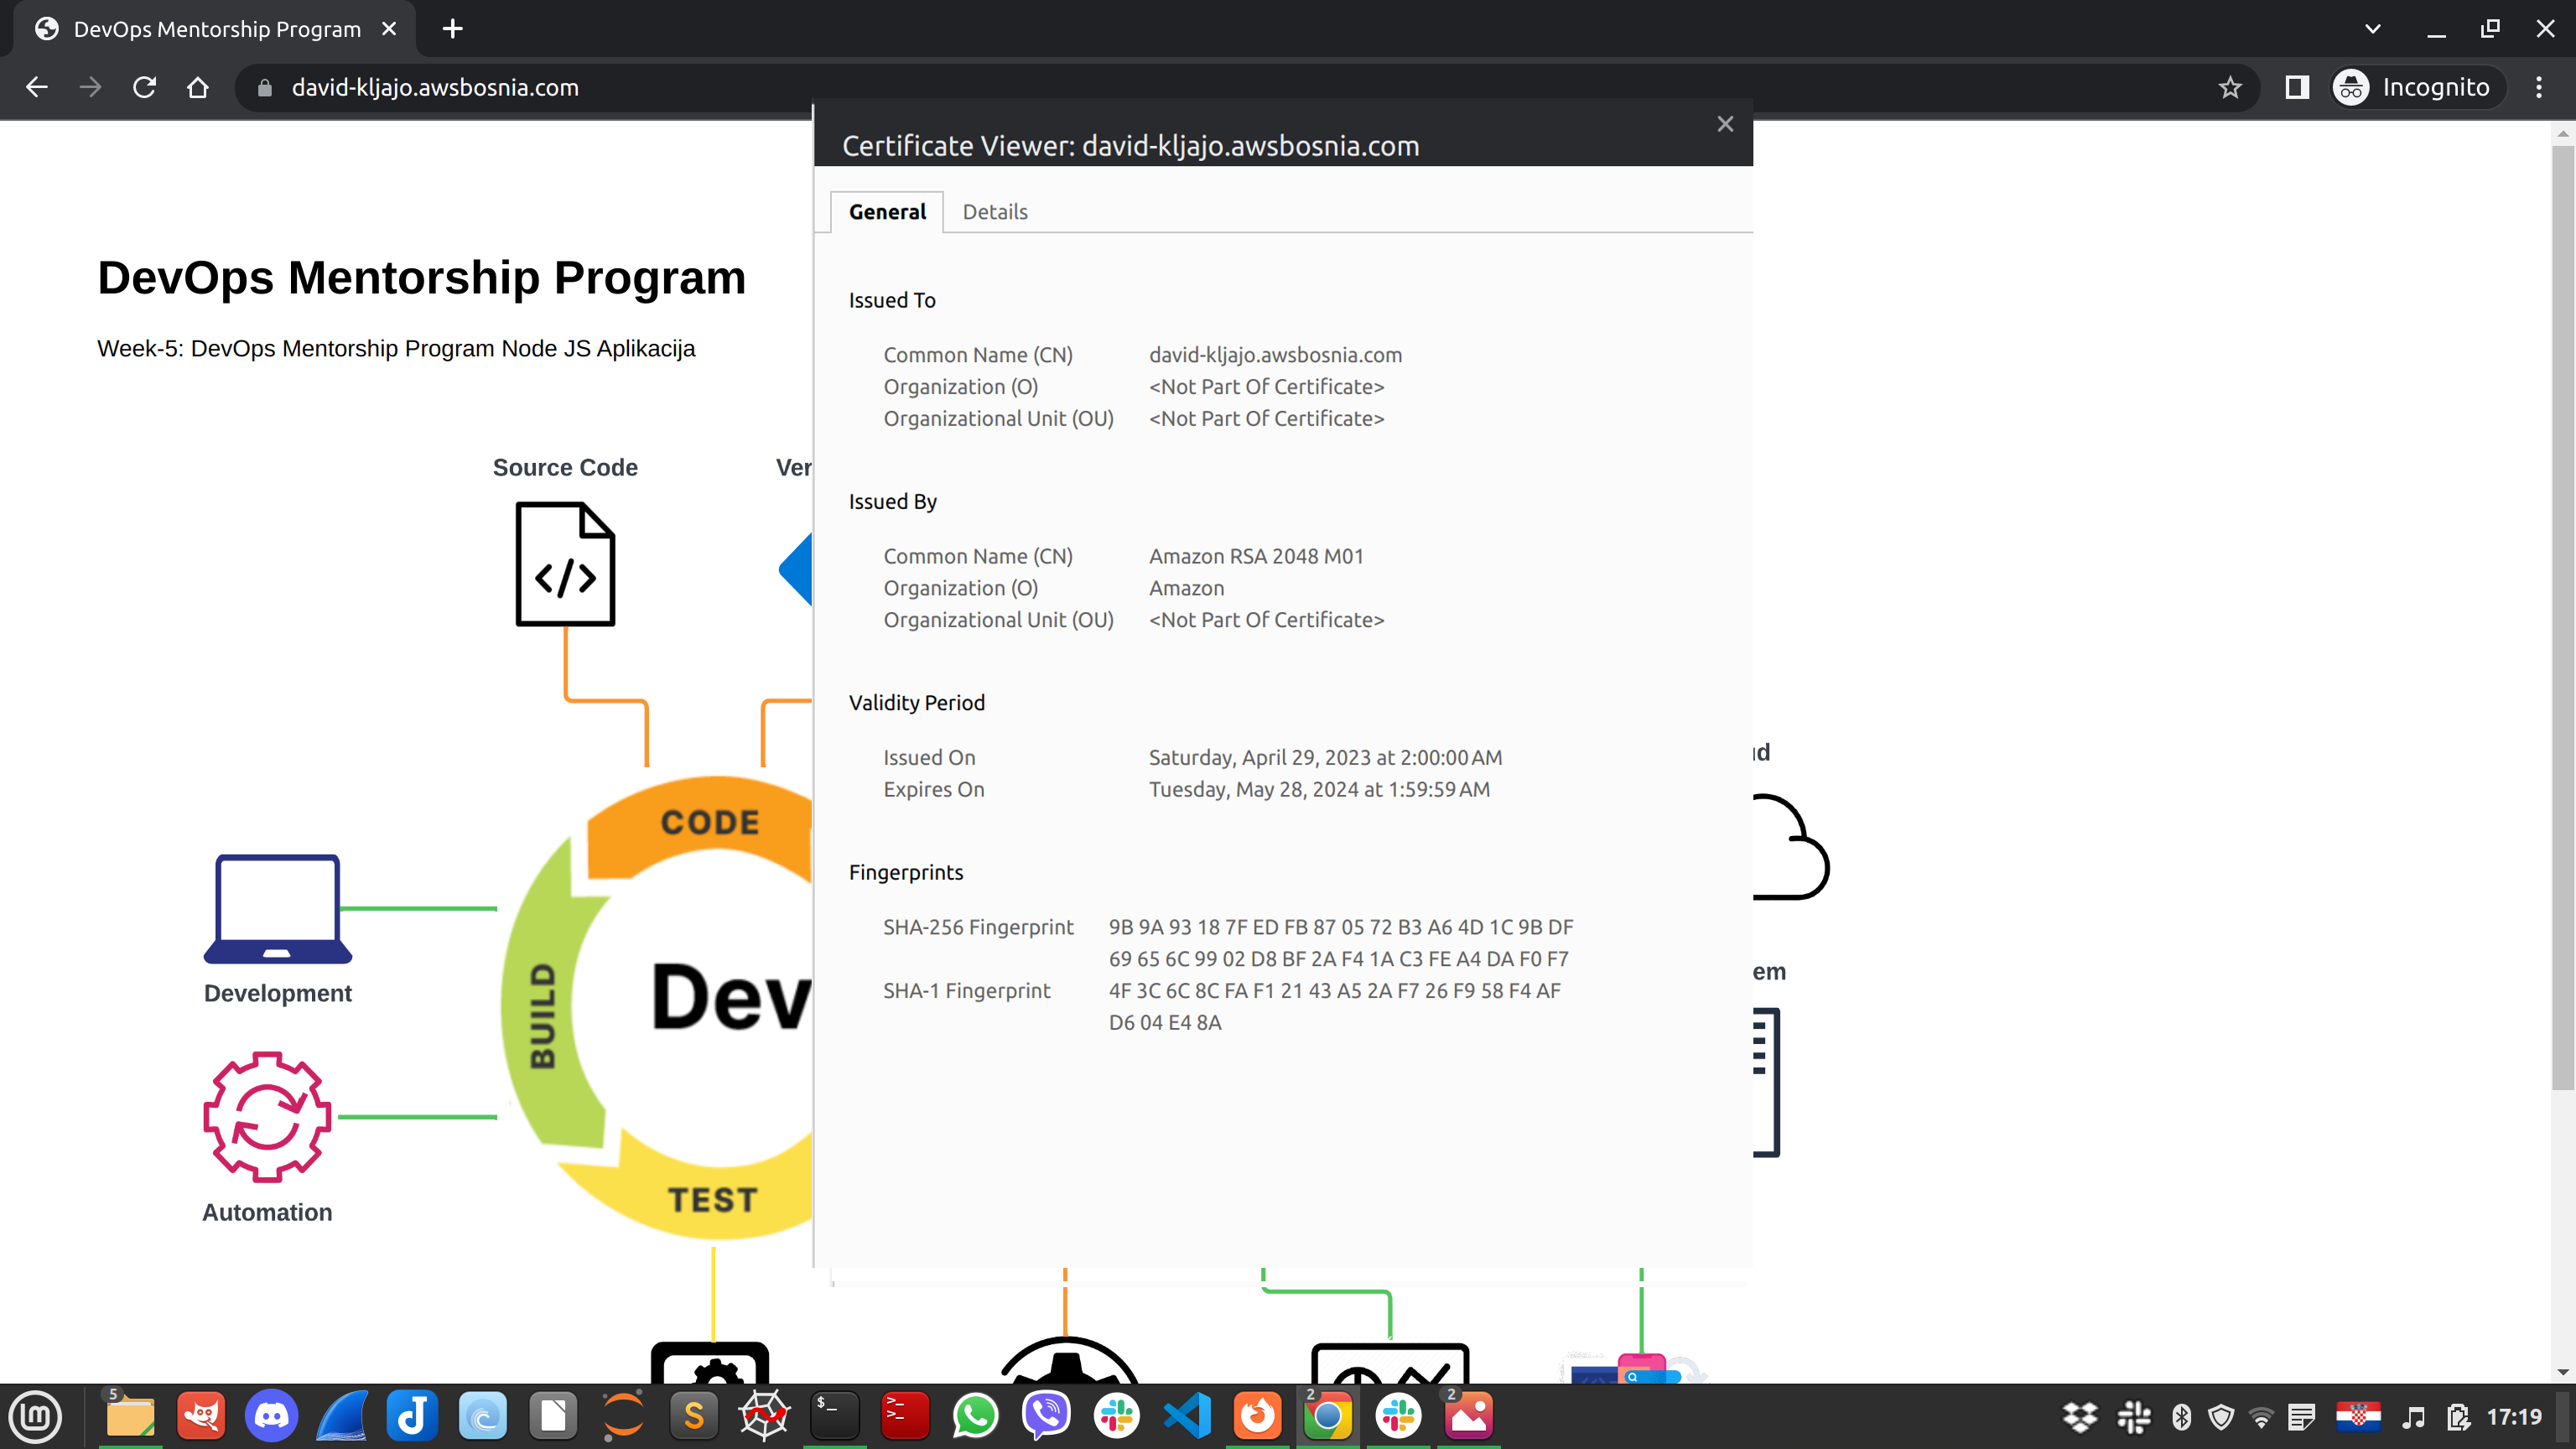 DevOps Mentorship Program
david-kljajo.awsbosnia.com
Incognito
Certificate Viewer: david-kljajo.awsbosnia.com
General Details
Issued To
Common Name (CN) david-kljajo.awsbosnia.com
Organization (O) <Not Part Of Certificate>
Organizational Unit (OU) <Not Part Of Certificate>
Issued By
Common Name (CN) Amazon RSA 2048 M01
Organization (O) Amazon
Organizational Unit (OU) <Not Part Of Certificate>
Validity Period
Issued On Saturday, April 29, 2023 at 2:00:00 AM
Expires On Tuesday, May 28, 2024 at 1:59:59 AM
Fingerprints
SHA-256 Fingerprint 9B 9A 93 18 7F ED FB 87 05 72 B3 A6 4D 1C 9B DF
69 65 6C 99 02 D8 BF 2A F4 1A C3 FE A4 DA F0 F7
SHA-1 Fingerprint 4F 3C 6C 8C FA F1 21 43 A5 2A F7 26 F9 58 F4 AF
D6 04 E4 8A
DevOps Mentorship Program
Week-5: DevOps Mentorship Program Node JS Aplikacija
Source Code
Ver
CODE
BUILD
Dev
TEST
Development
Automation
em
5
2
2
17:19